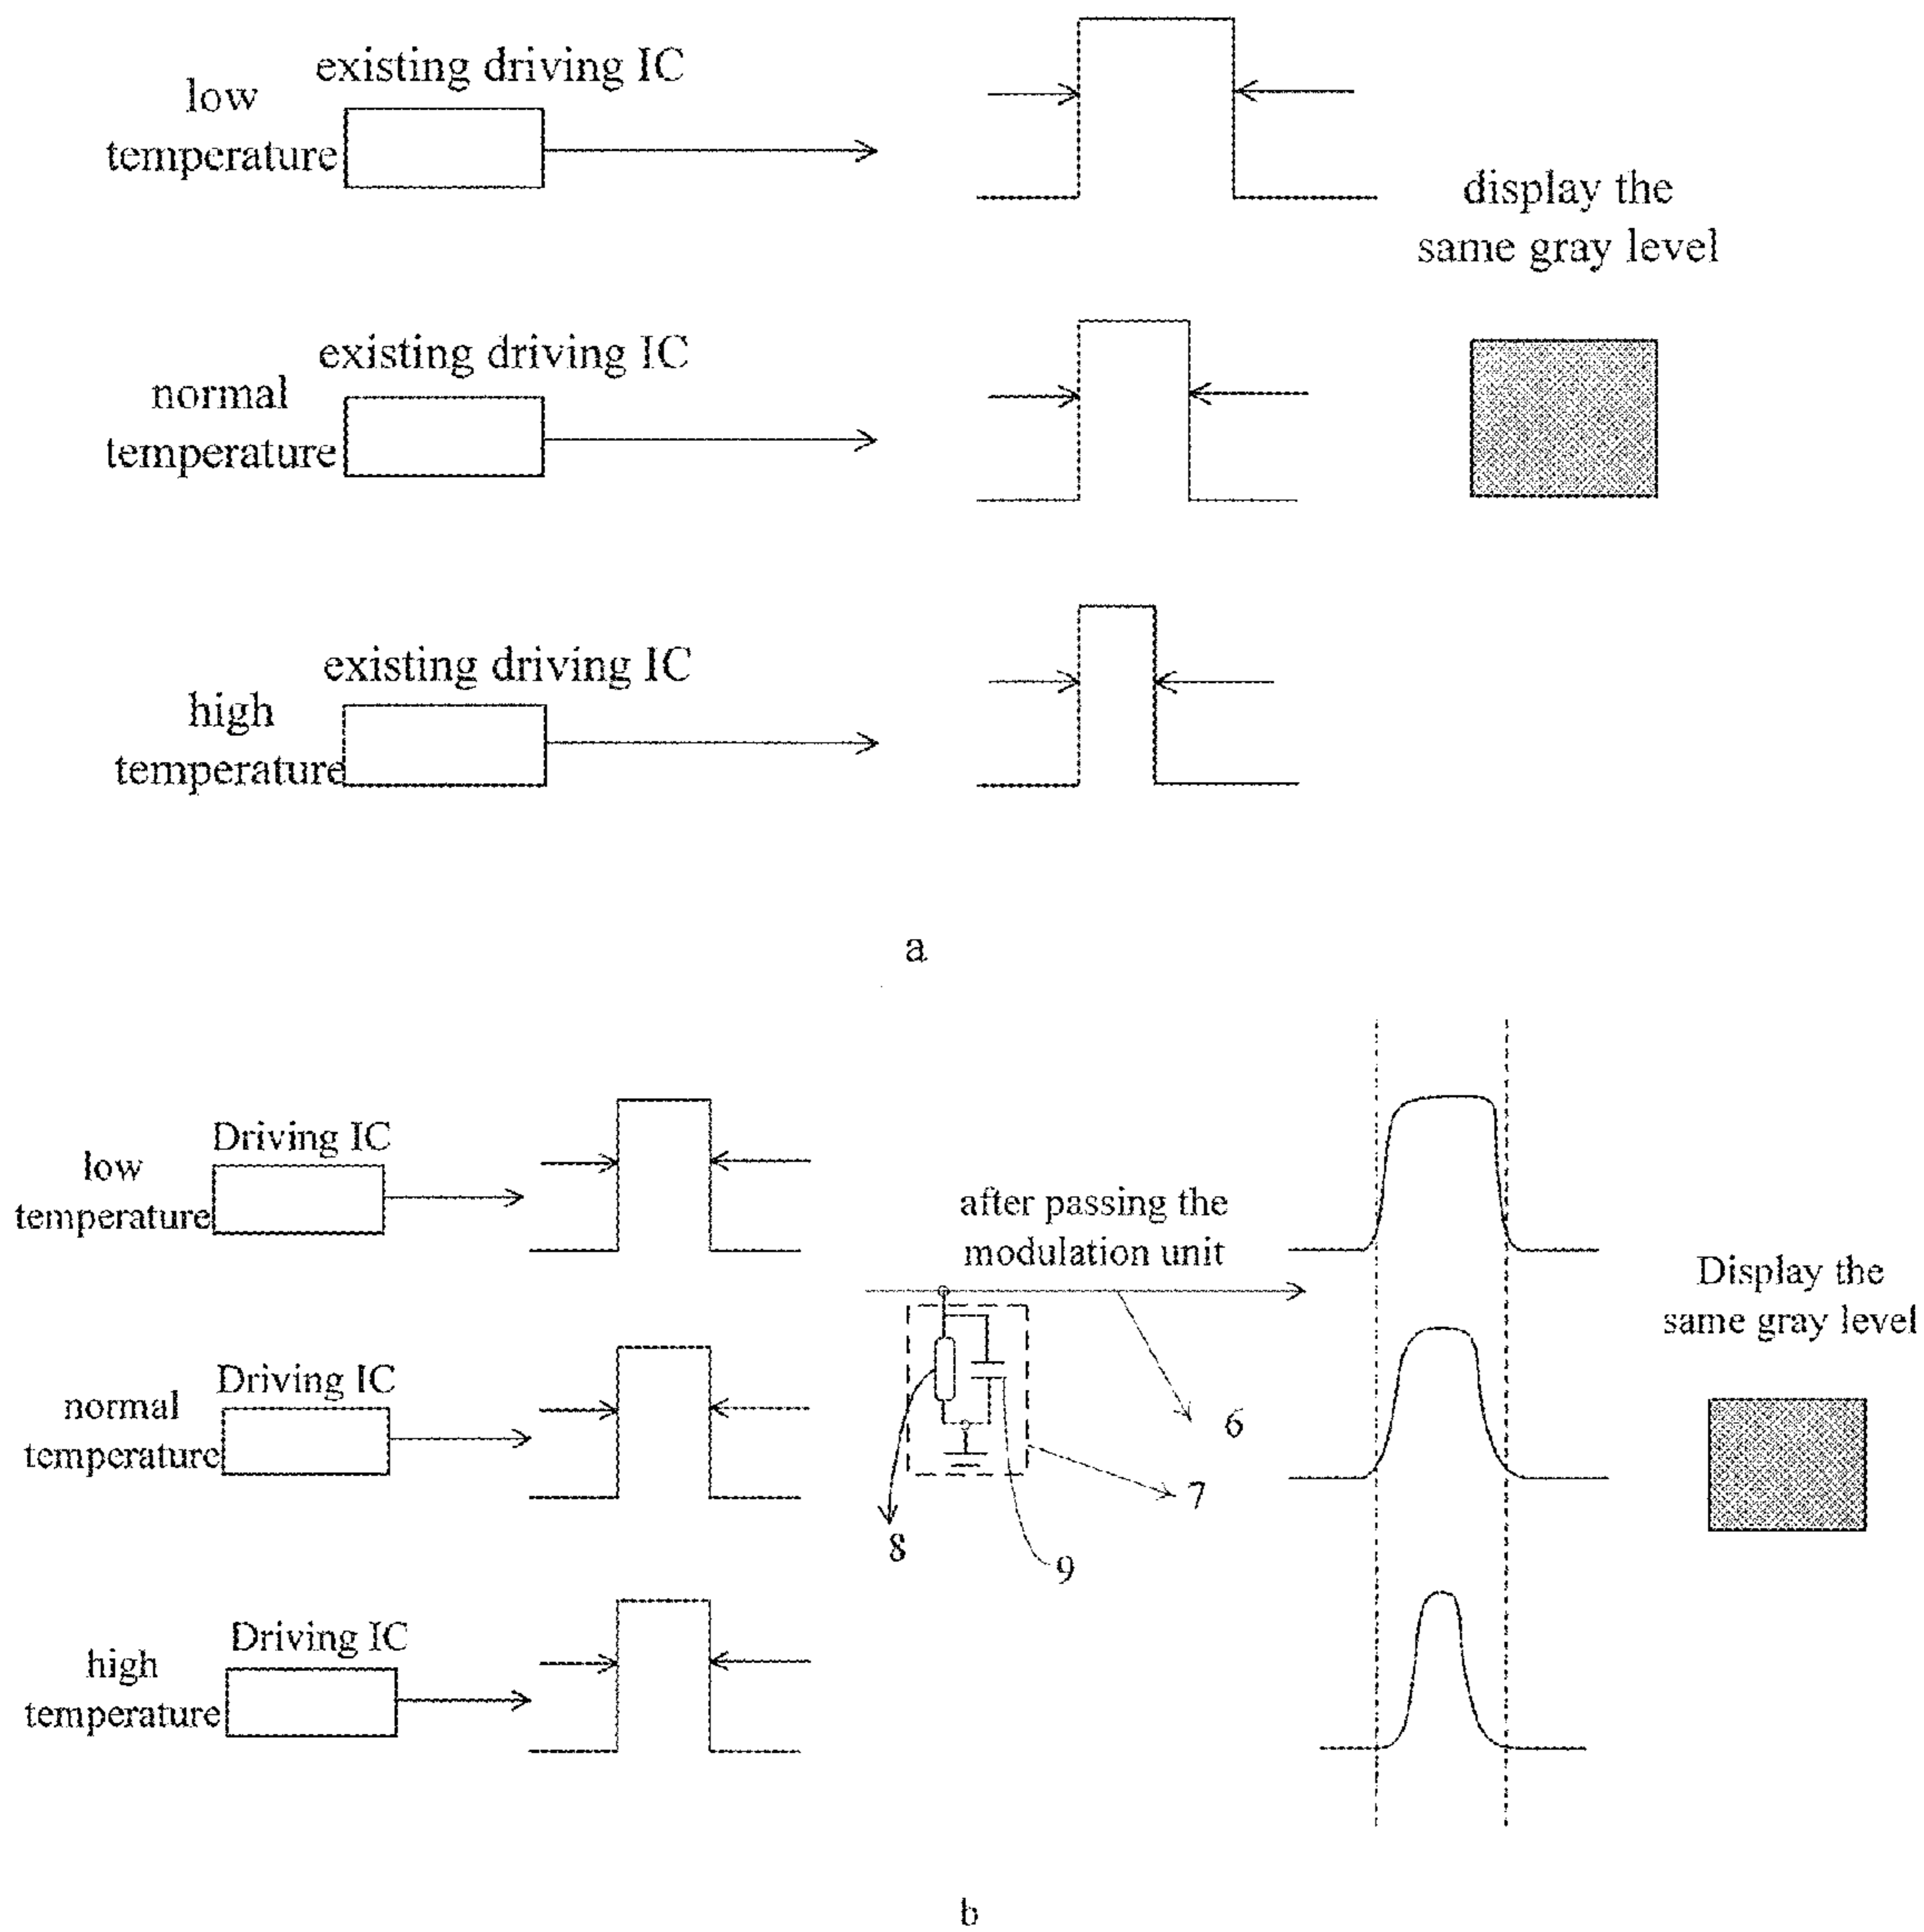 existing driving IC
low
temperature
display the
same gray level
existing driving IC
normal
temperature
existing driving IC
high
temperature
a
Driving IC
low
temperature
after passing the
modulation unit
Display the
same gray level
Driving IC
normal
temperature
6
7
8
9
Driving IC
high
temperature
b